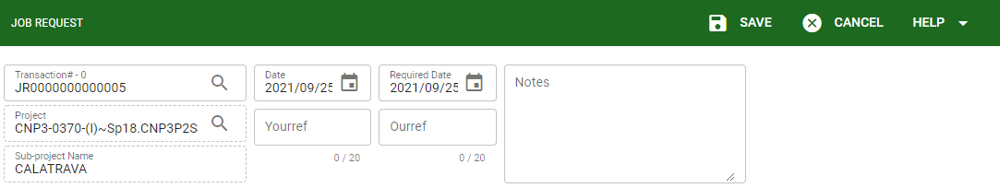 JOB REQUEST
SAVE
CANCEL
HELP
Transaction# - 0
JR0000000000005
Date
2021/09/25
Required Date
2021/09/25
Notes
Project
CNP3-0370-(I)~Sp18.CNP3P2S
Yourref
Ourref
0 / 20
0 / 20
Sub-project Name
CALATRAVA